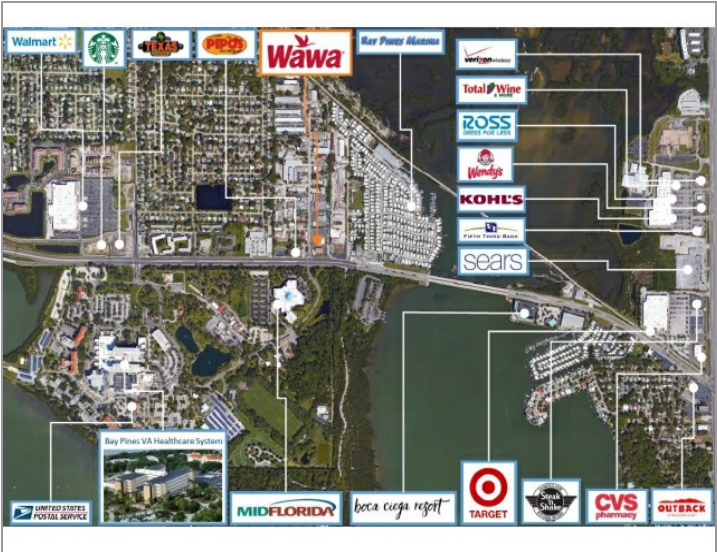 Walmart
TEXAS
PIPO'S
Wawa
BAY PINES MARINA
verizon wireless
Total Wine
& MORE
ROSS
DRESS FOR LESS
Wendy's
KOHL'S
FIFTH THIRD BANK
sears
Bay Pines VA Healthcare System
UNITED STATES
POSTAL SERVICE
MIDFLORIDA
boca ciega resort
TARGET
Steak
'n
Shake
CVS
pharmacy
OUTBACK